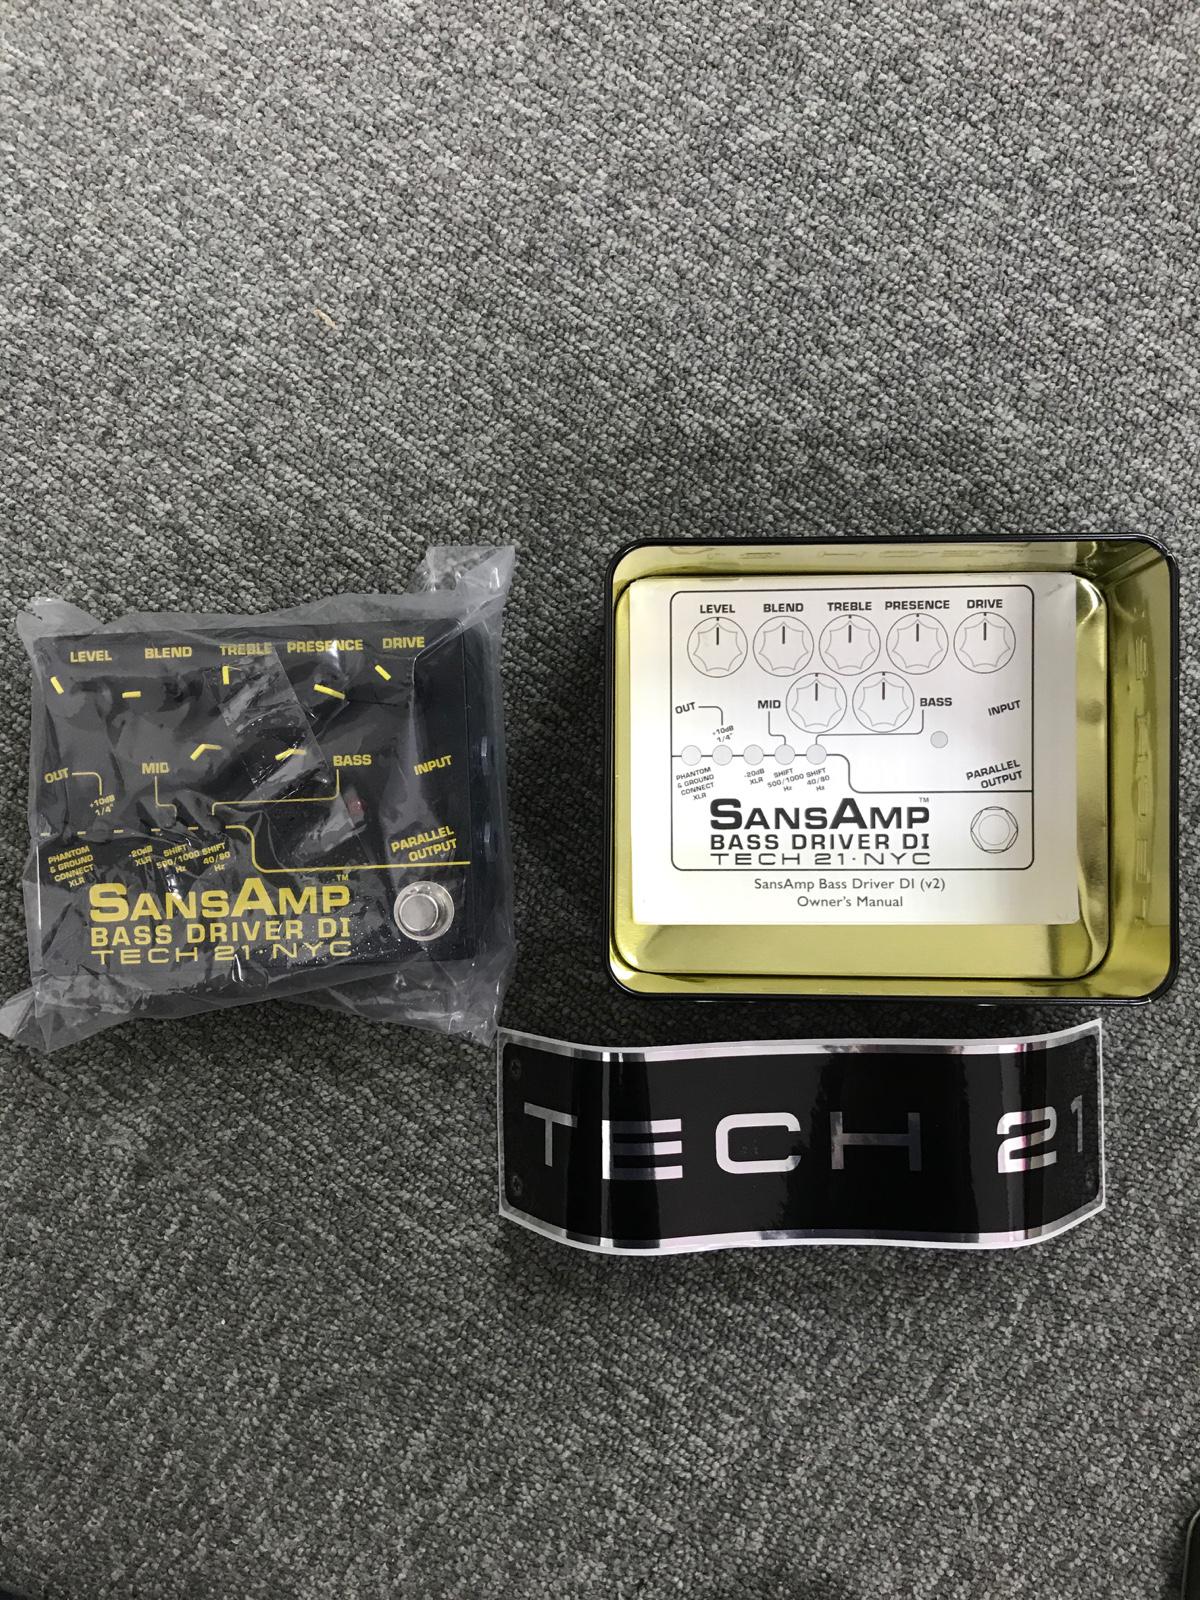 LEVEL BLEND TREBLE PRESENCE DRIVE
OUT
+10dB
1/4"
MID
BASS
INPUT
PHANTOM
& GROUND
CONNECT
XLR
-20dB
XLR
SHIFT
500/1000
Hz
SHIFT
40/80
Hz
PARALLEL
OUTPUT
SANSAMP™
BASS DRIVER DI
TECH 21·NYC
LEVEL BLEND TREBLE PRESENCE DRIVE
OUT
+10dB
1/4"
MID
BASS
INPUT
PHANTOM
& GROUND
CONNECT
XLR
-20dB
XLR
SHIFT
500/1000
Hz
SHIFT
40/80
Hz
PARALLEL
OUTPUT
SANSAMP™
BASS DRIVER DI
TECH 21·NYC
SansAmp Bass Driver DI (v2)
Owner's Manual
TECH 21